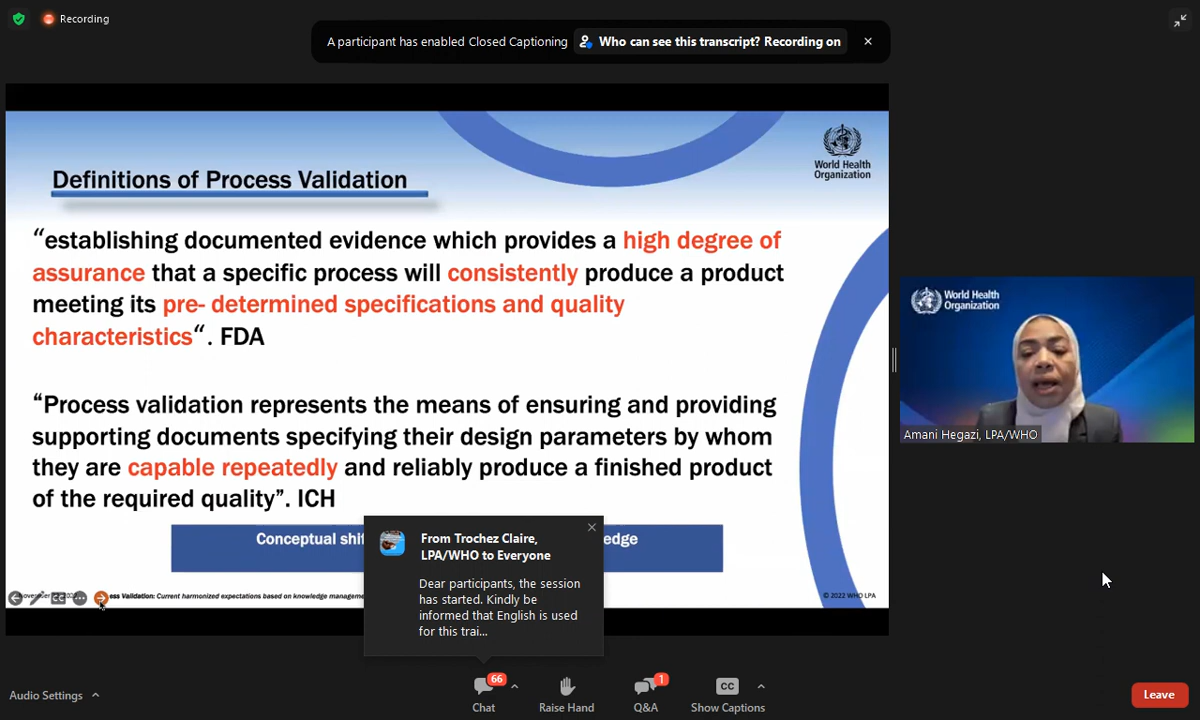 Recording
A participant has enabled Closed Captioning Who can see this transcript? Recording on
World Health
Organization
Definitions of Process Validation
“establishing documented evidence which provides a high degree of
assurance that a specific process will consistently produce a product
meeting its pre- determined specifications and quality
characteristics“. FDA
“Process validation represents the means of ensuring and providing
supporting documents specifying their design parameters by whom
they are capable repeatedly and reliably produce a finished product
of the required quality”. ICH
Conceptual
ess Validation: Current harmonized expectations based on knowledge
© 2022 WHO LPA
World Health
Organization
Amani Hegazi, LPA/WHO
From Trochez Claire,
LPA/WHO to Everyone
Dear participants, the session
has started. Kindly be
informed that English is used
for this trai...
Audio Settings
66
Chat
Raise Hand
1
Q&A
CC
Show Captions
Leave